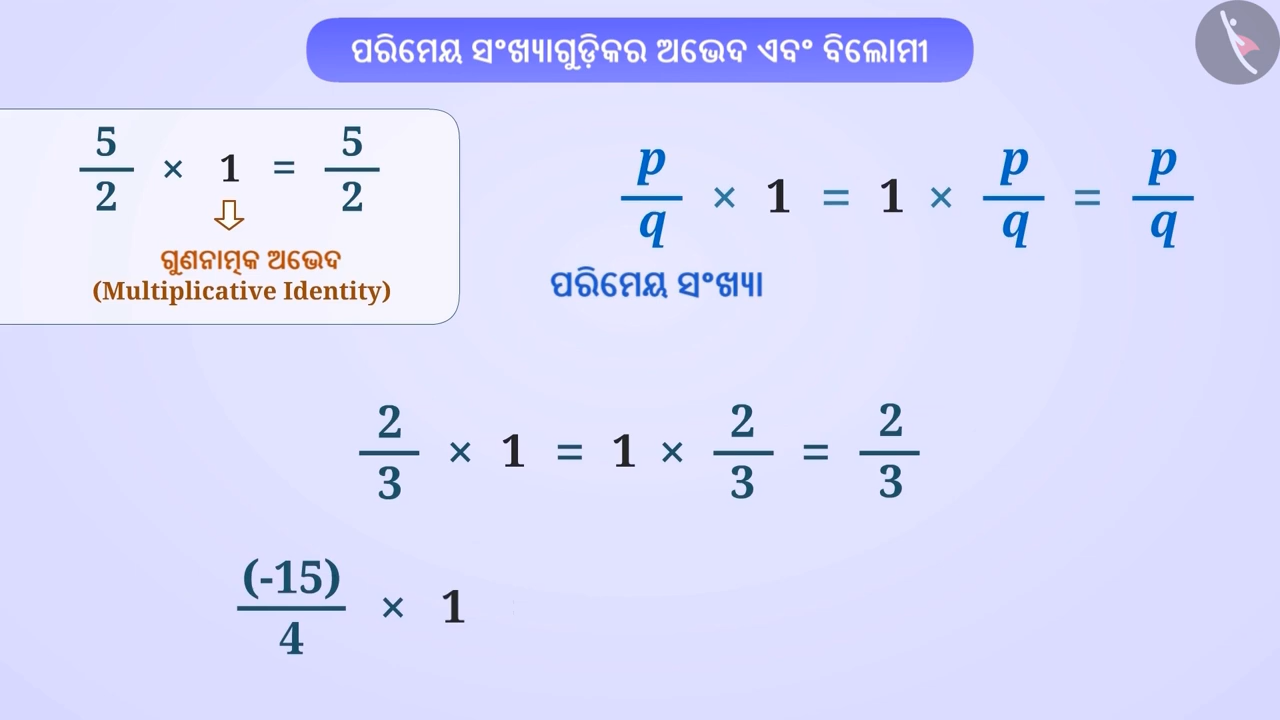 ପରିମେୟ ସଂଖ୍ୟାଗୁଡ଼ିକର ଅଭେଦ ଏବଂ ବିଲୋମୀ
5/2 × 1 = 5/2
ଗୁଣନାତ୍ମକ ଅଭେଦ
(Multiplicative Identity)
p/q × 1 = 1 × p/q = p/q
ପରିମେୟ ସଂଖ୍ୟା
2/3 × 1 = 1 × 2/3 = 2/3
(-15)/4 × 1